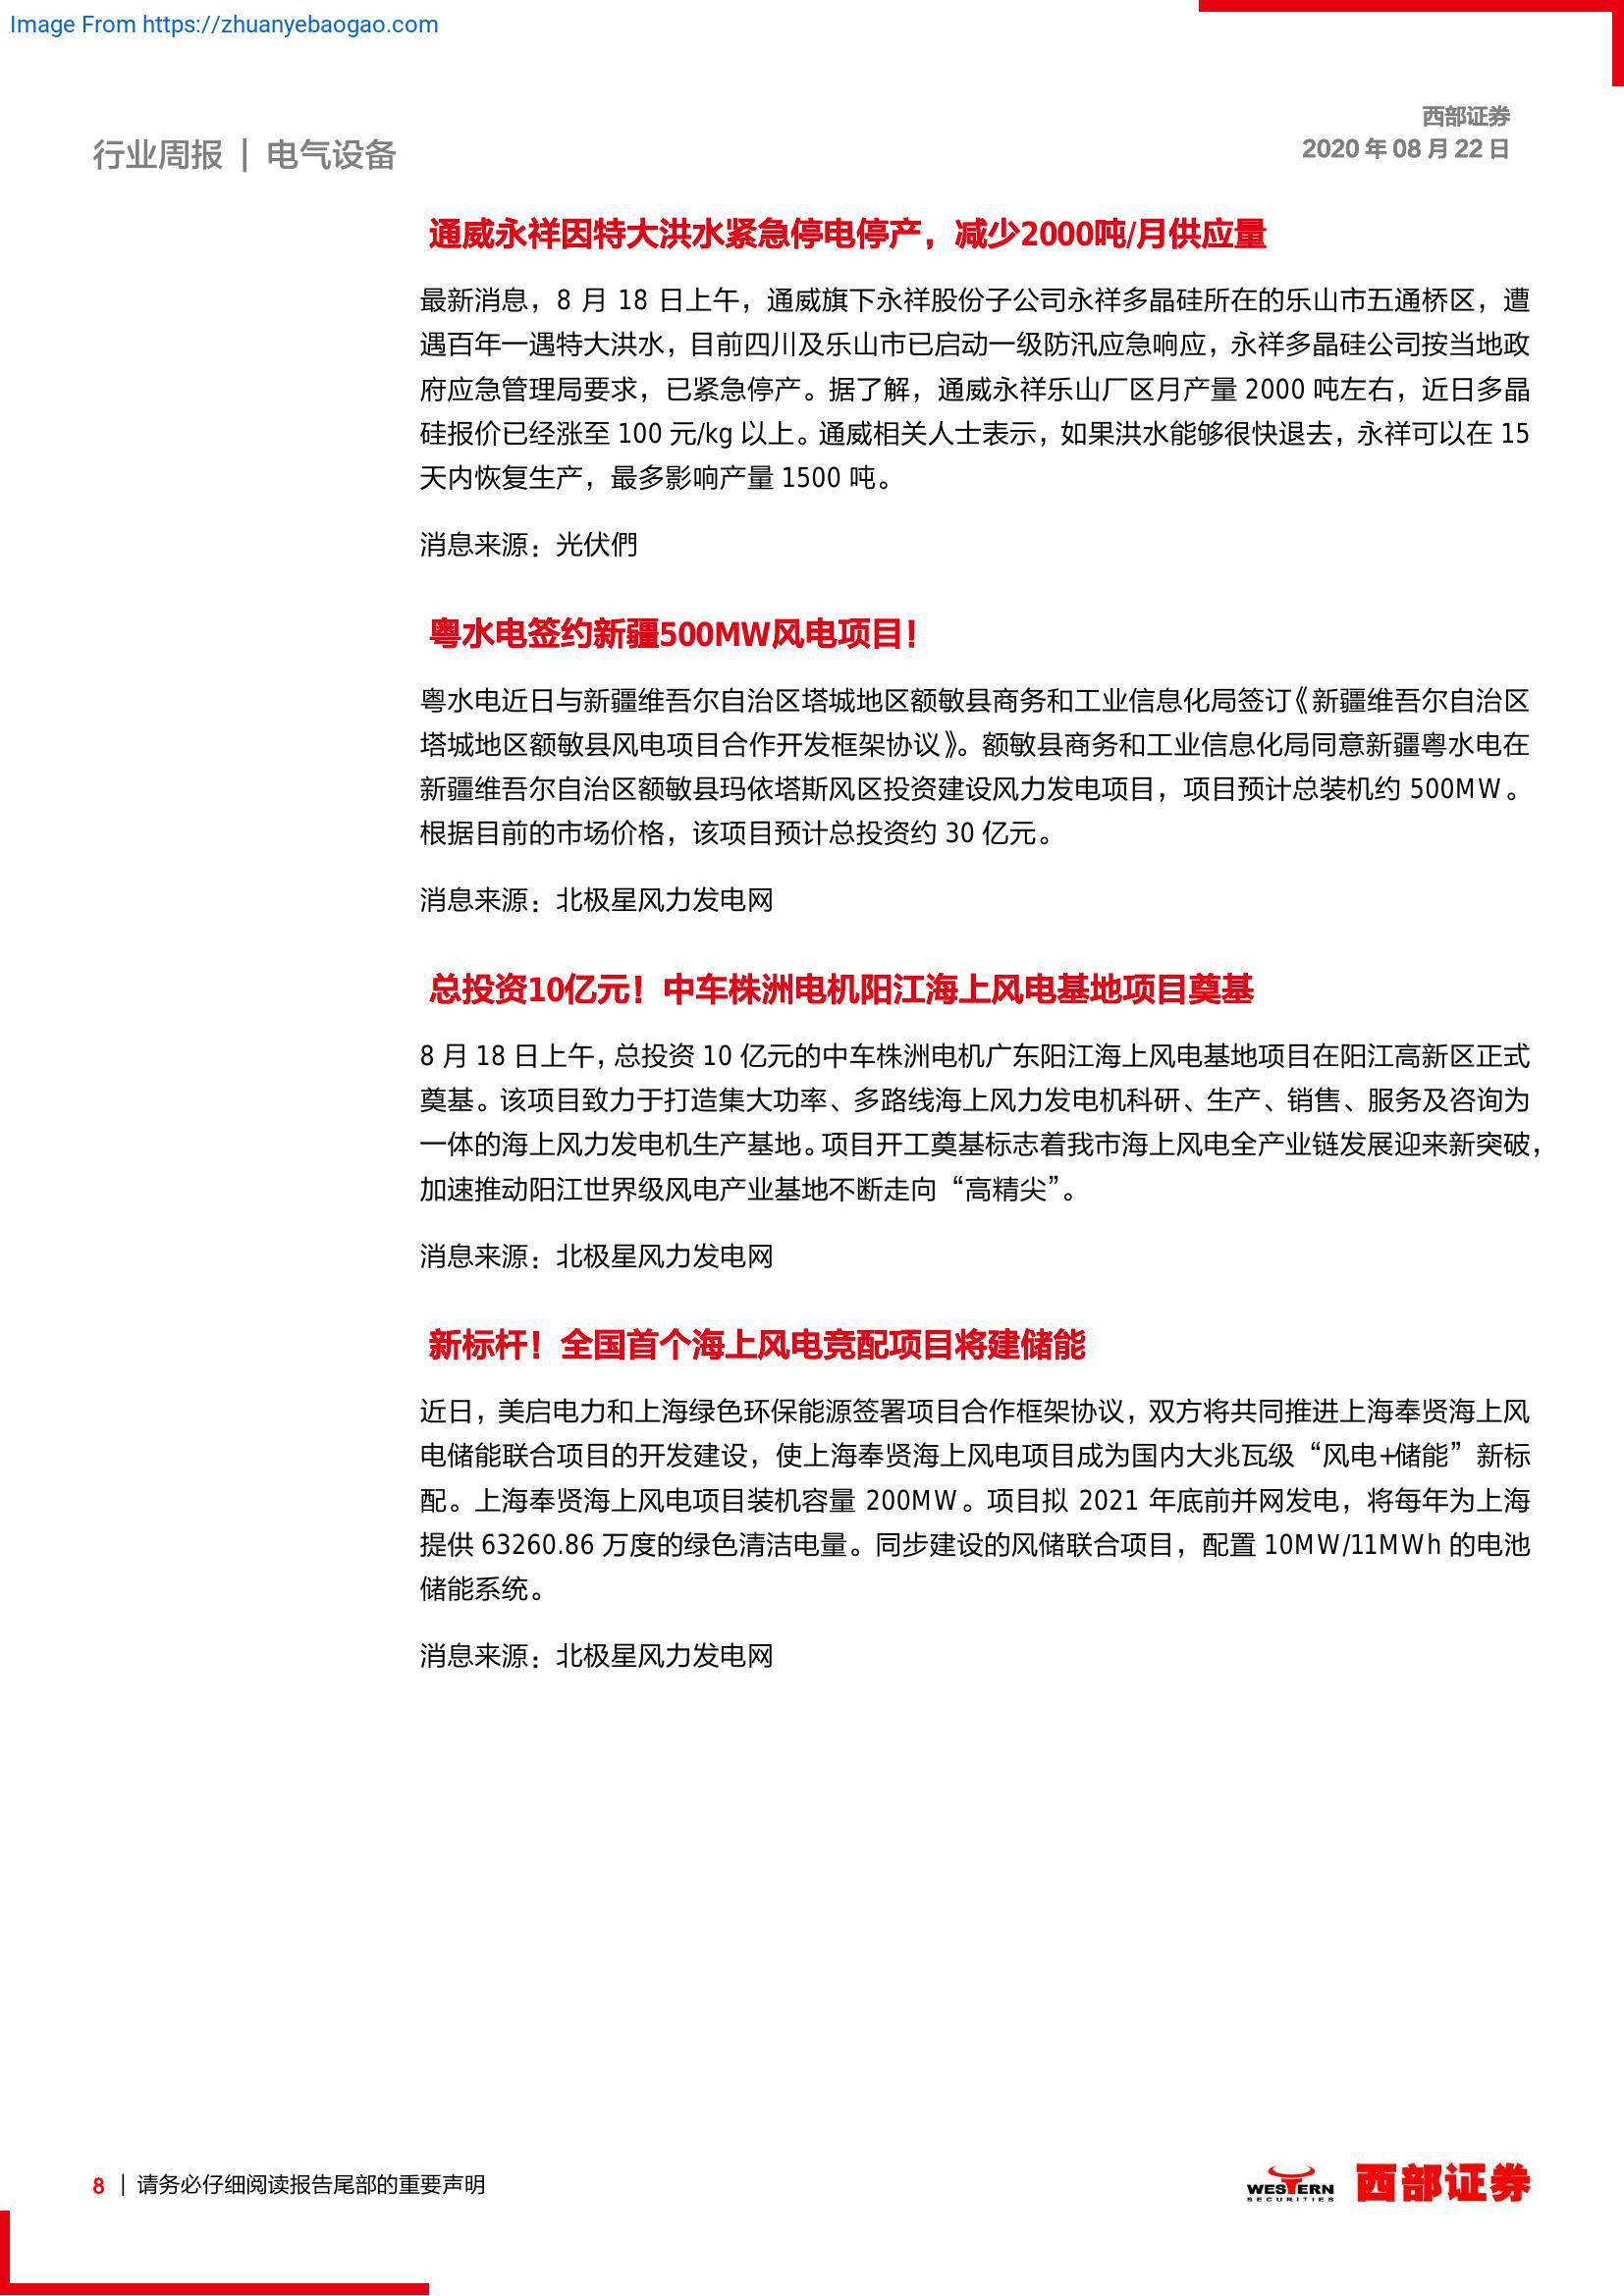 Image From https://zhuanyebaogao.com
西部证券
行业周报 | 电气设备
2020 年 08 月 22 日
通威永祥因特大洪水紧急停电停产，减少2000吨/月供应量
最新消息，8 月 18 日上午，通威旗下永祥股份子公司永祥多晶硅所在的乐山市五通桥区，遭
遇百年一遇特大洪水，目前四川及乐山市已启动一级防汛应急响应，永祥多晶硅公司按当地政
府应急管理局要求，已紧急停产。据了解，通威永祥乐山厂区月产量 2000 吨左右，近日多晶
硅报价已经涨至 100 元/kg 以上。通威相关人士表示，如果洪水能够很快退去，永祥可以在 15
天内恢复生产，最多影响产量 1500 吨。
消息来源：光伏們
粤水电签约新疆500MW风电项目！
粤水电近日与新疆维吾尔自治区塔城地区额敏县商务和工业信息化局签订《新疆维吾尔自治区
塔城地区额敏县风电项目合作开发框架协议》。额敏县商务和工业信息化局同意新疆粤水电在
新疆维吾尔自治区额敏县玛依塔斯风区投资建设风力发电项目，项目预计总装机约 500MW。
根据目前的市场价格，该项目预计总投资约 30 亿元。
消息来源：北极星风力发电网
总投资10亿元！中车株洲电机阳江海上风电基地项目奠基
8 月 18 日上午，总投资 10 亿元的中车株洲电机广东阳江海上风电基地项目在阳江高新区正式
奠基。该项目致力于打造集大功率、多路线海上风力发电机科研、生产、销售、服务及咨询为
一体的海上风力发电机生产基地。项目开工奠基标志着我市海上风电全产业链发展迎来新突破，
加速推动阳江世界级风电产业基地不断走向“高精尖”。
消息来源：北极星风力发电网
新标杆！全国首个海上风电竞配项目将建储能
近日，美启电力和上海绿色环保能源签署项目合作框架协议，双方将共同推进上海奉贤海上风
电储能联合项目的开发建设，使上海奉贤海上风电项目成为国内大兆瓦级“风电+储能”新标
配。上海奉贤海上风电项目装机容量 200MW。项目拟 2021 年底前并网发电，将每年为上海
提供 63260.86 万度的绿色清洁电量。同步建设的风储联合项目，配置 10MW/11MWh 的电池
储能系统。
消息来源：北极星风力发电网
8 | 请务必仔细阅读报告尾部的重要声明
WESTERN
SECURITIES
西部证券